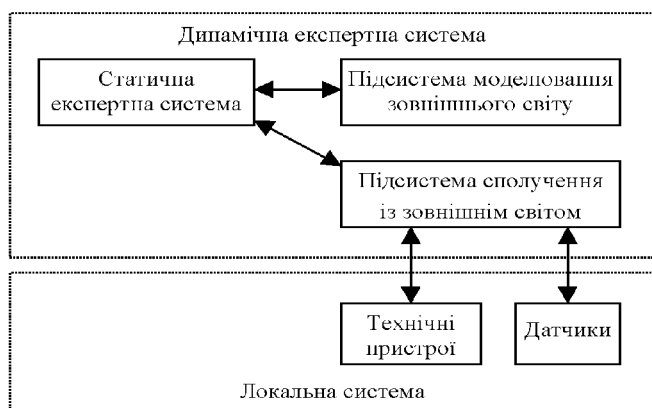 Динамічна експертна система
Статична
експертна система
Підсистема моделювання
зовнішнього світу
Підсистема сполучення
із зовнішнім світом
Технічні
пристрої
Датчики
Локальна система